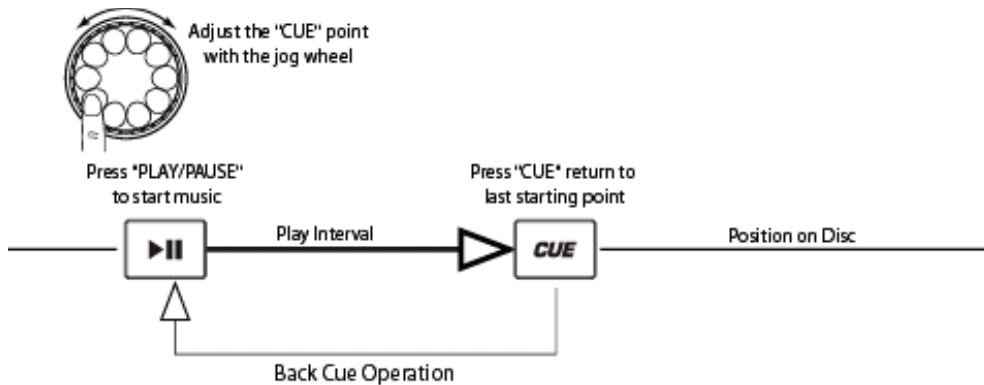 Adjust the "CUE" point
with the jog wheel
Press "PLAY/PAUSE"
to start music
Press "CUE" return to
last starting point
Play Interval
CUE
Position on Disc
Back Cue Operation